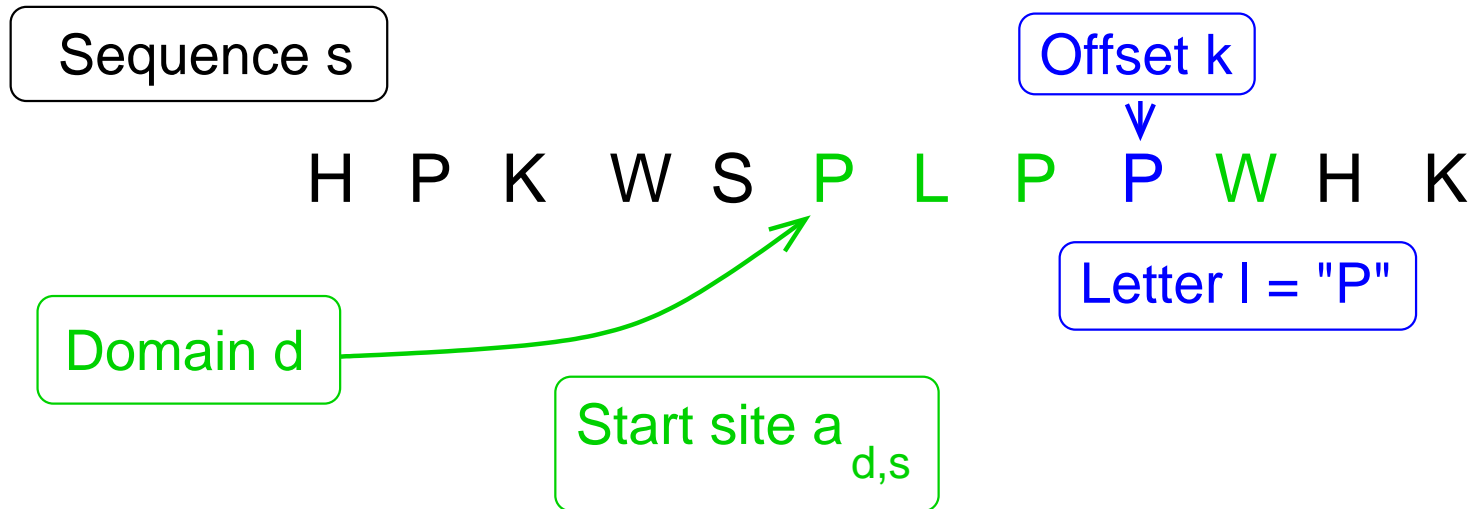 Sequence s
Offset k
H P K W S P L P P W H K
Letter l = "P"
Domain d
Start site a d,s